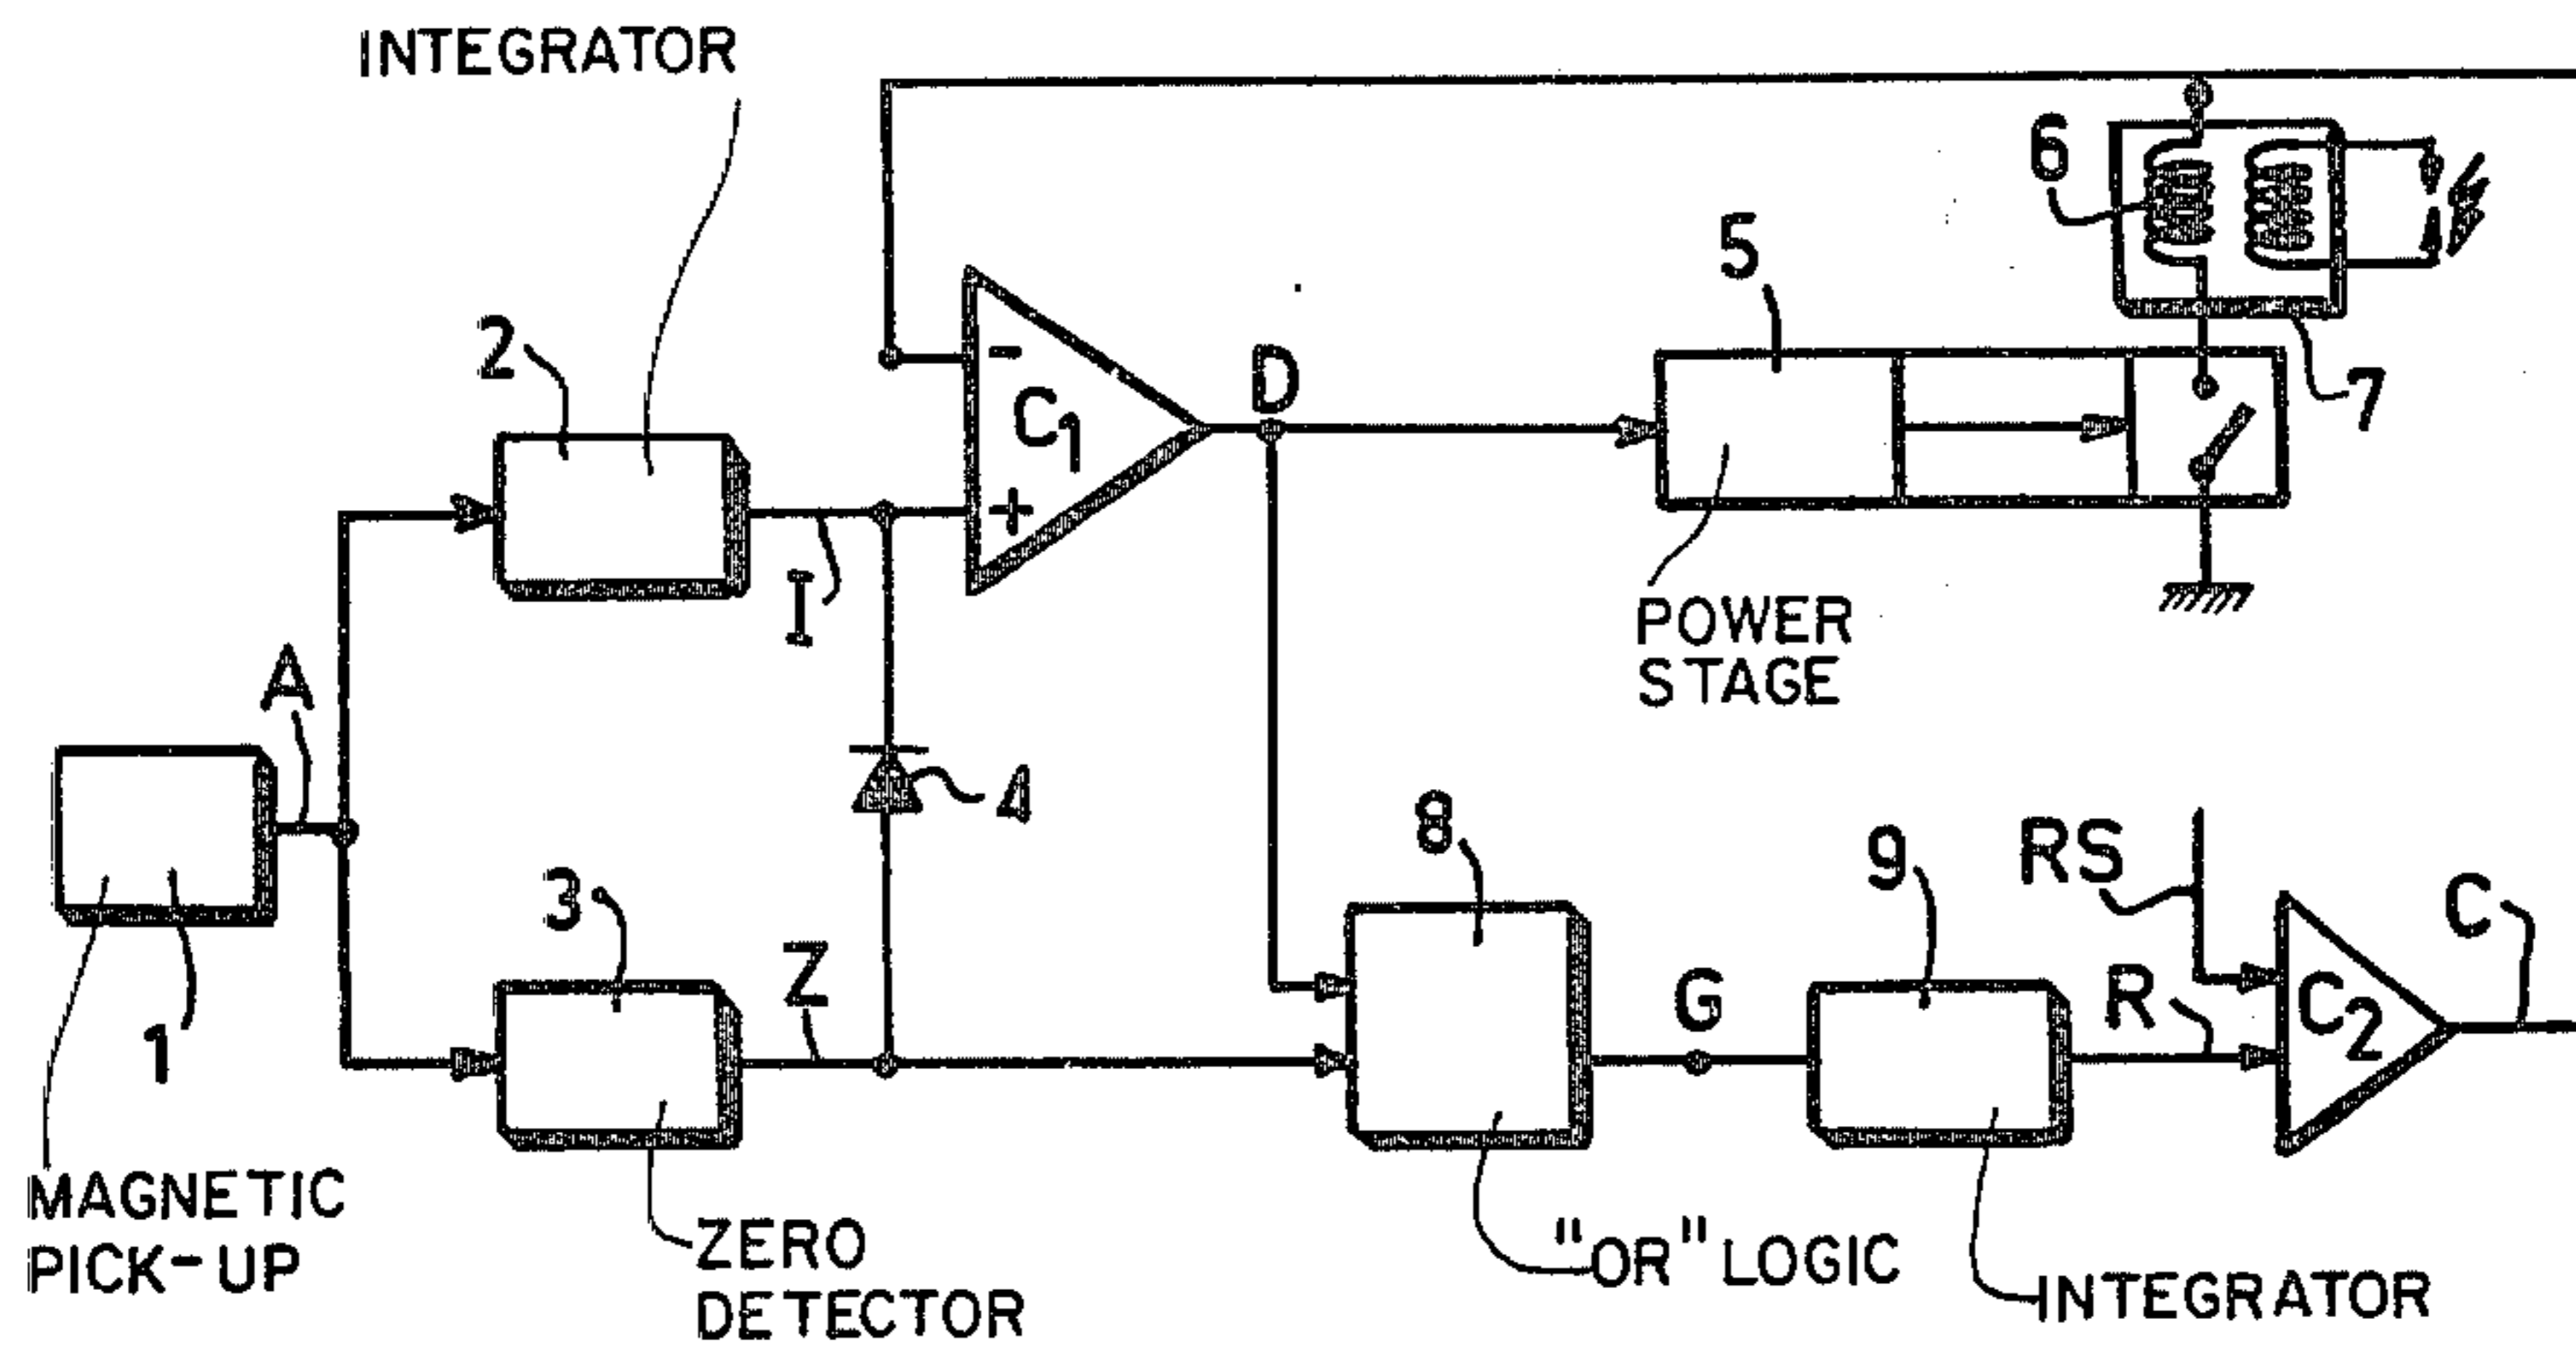 INTEGRATOR
6
5
2
-
C1
D
7
+
I
POWER
STAGE
A
4
8
9
RS
C
3
Z
G
R
C2
1
MAGNETIC
PICK-UP
ZERO
DETECTOR
"OR" LOGIC
INTEGRATOR